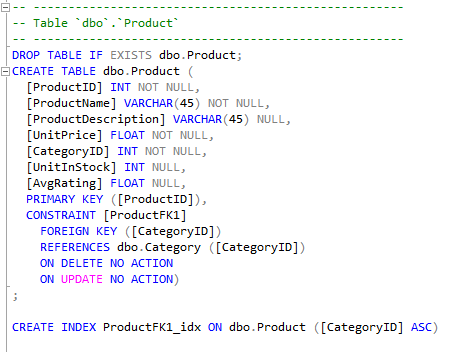 -- -----------------------------------------------------
-- Table `dbo`.`Product`
-- -----------------------------------------------------
DROP TABLE IF EXISTS dbo.Product;
CREATE TABLE dbo.Product (
  [ProductID] INT NOT NULL,
  [ProductName] VARCHAR(45) NOT NULL,
  [ProductDescription] VARCHAR(45) NULL,
  [UnitPrice] FLOAT NOT NULL,
  [CategoryID] INT NOT NULL,
  [UnitInStock] INT NULL,
  [AvgRating] FLOAT NULL,
  PRIMARY KEY ([ProductID]),
  CONSTRAINT [ProductFK1]
    FOREIGN KEY ([CategoryID])
    REFERENCES dbo.Category ([CategoryID])
    ON DELETE NO ACTION
    ON UPDATE NO ACTION)
;
CREATE INDEX ProductFK1_idx ON dbo.Product ([CategoryID] ASC)